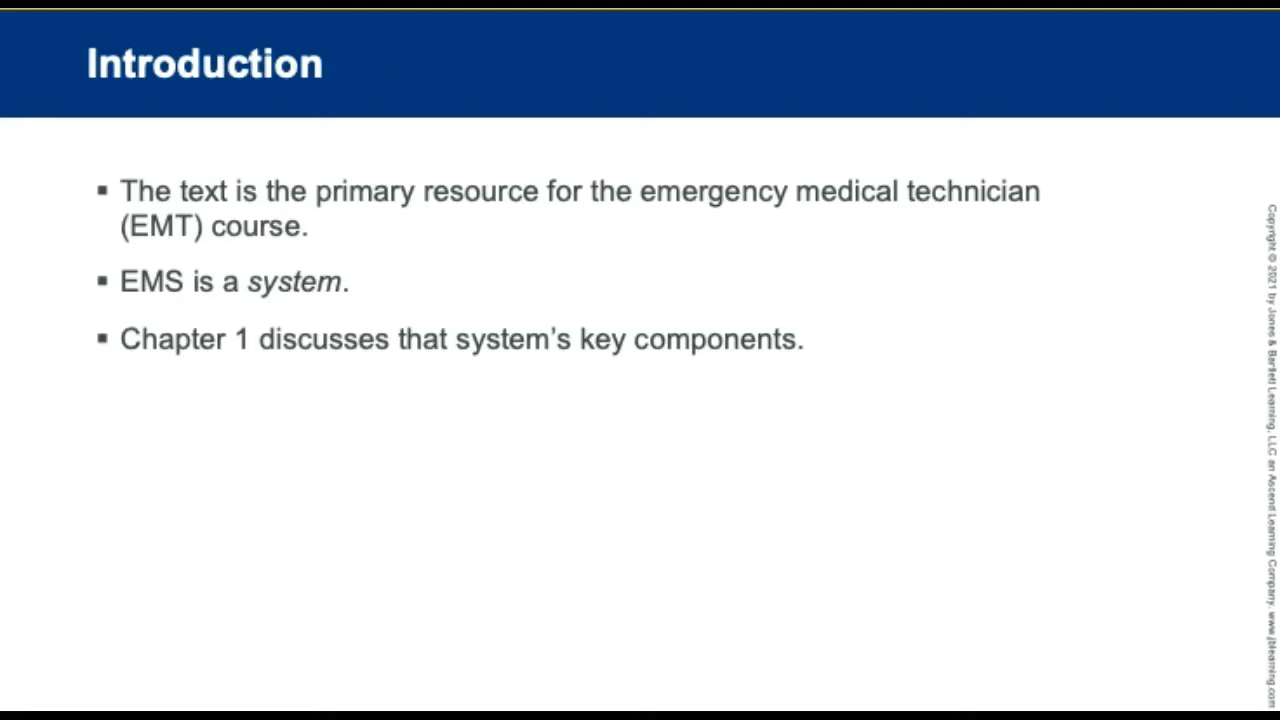 Introduction
▪ The text is the primary resource for the emergency medical technician
(EMT) course.
▪ EMS is a system.
▪ Chapter 1 discusses that system’s key components.
Copyright © 2021 by Jones & Bartlett Learning, LLC an Ascend Learning Company. www.jblearning.com